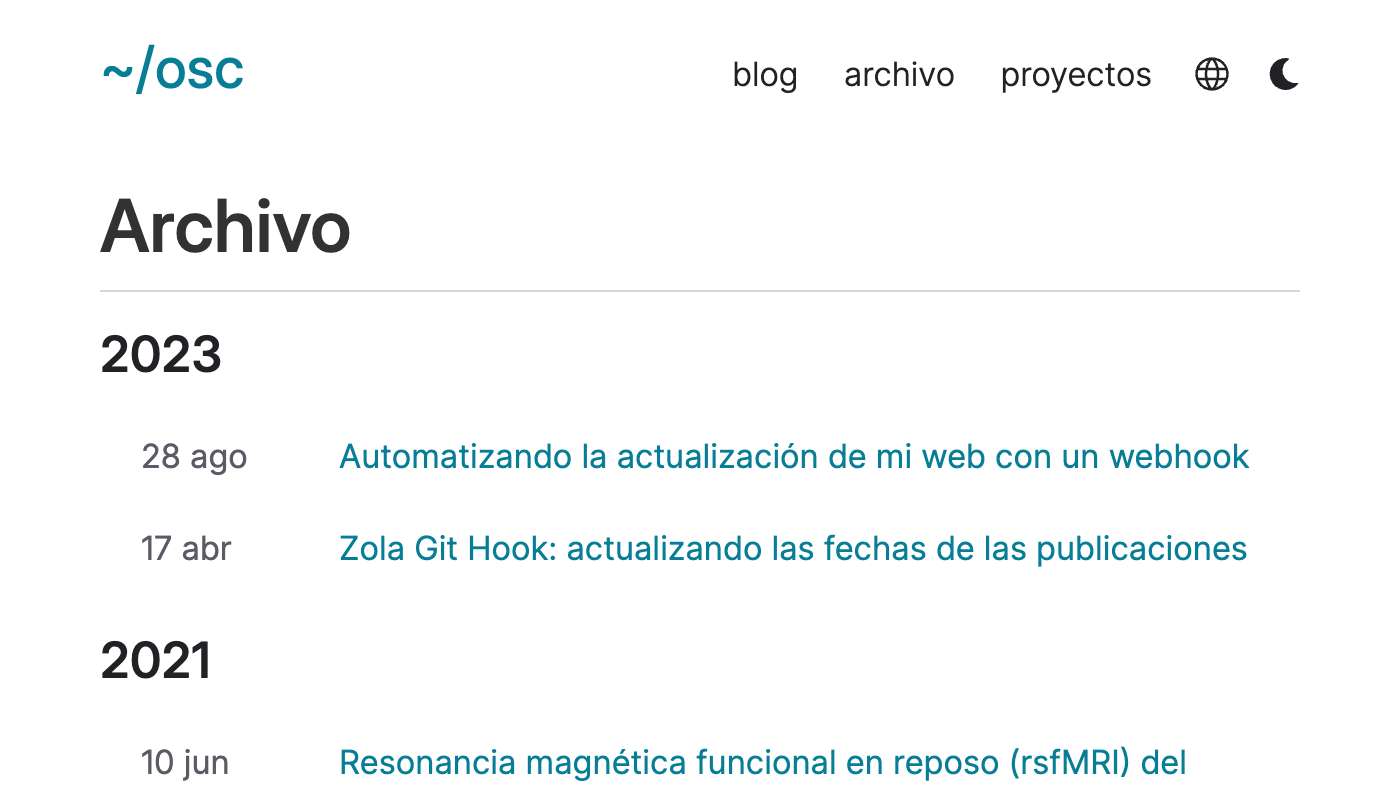 ~/osc
blog archivo proyectos
Archivo
2023
28 ago Automatizando la actualización de mi web con un webhook
17 abr Zola Git Hook: actualizando las fechas de las publicaciones
2021
10 jun Resonancia magnética funcional en reposo (rsfMRI) del